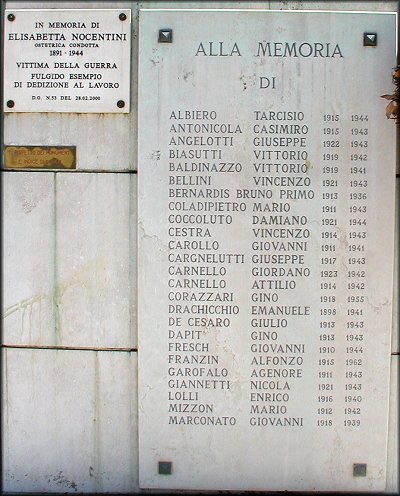 IN MEMORIA DI
ELISABETTA NOCENTINI
OSTETRICA CONDOTTA
1891 - 1944
VITTIMA DELLA GUERRA
FULGIDO ESEMPIO
DI DEDIZIONE AL LAVORO
D.G. N.53 DEL 28.02.2000
ALLA MEMORIA
DI
ALBIERO TARCISIO 1915 1944
ANTONICOLA CASIMIRO 1915 1943
ANGELOTTI GIUSEPPE 1922 1943
BIASUTTI VITTORIO 1919 1942
BALDINAZZO VITTORIO 1919 1941
BELLINI VINCENZO 1921 1943
BERNARDIS BRUNO PRIMO 1913 1936
COLADIPIETRO MARIO 1911 1943
COCCOLUTO DAMIANO 1921 1944
CESTRA VINCENZO 1914 1943
CAROLLO GIOVANNI 1911 1941
CARGNELUTTI GIUSEPPE 1917 1943
CARNELLO GIORDANO 1923 1942
CARNELLO ATTILIO 1914 1942
CORAZZARI GINO 1918 1955
DRACHICCHIO EMANUELE 1898 1941
DE CESARO GIULIO 1913 1943
DAPIT GINO 1913 1943
FRESCH GIOVANNI 1910 1944
FRANZIN ALFONZO 1915 1962
GAROFALO AGENORE 1911 1943
GIANNETTI NICOLA 1921 1943
LOLLI ENRICO 1916 1940
MIZZON MARIO 1912 1942
MARCONATO GIOVANNI 1918 1939